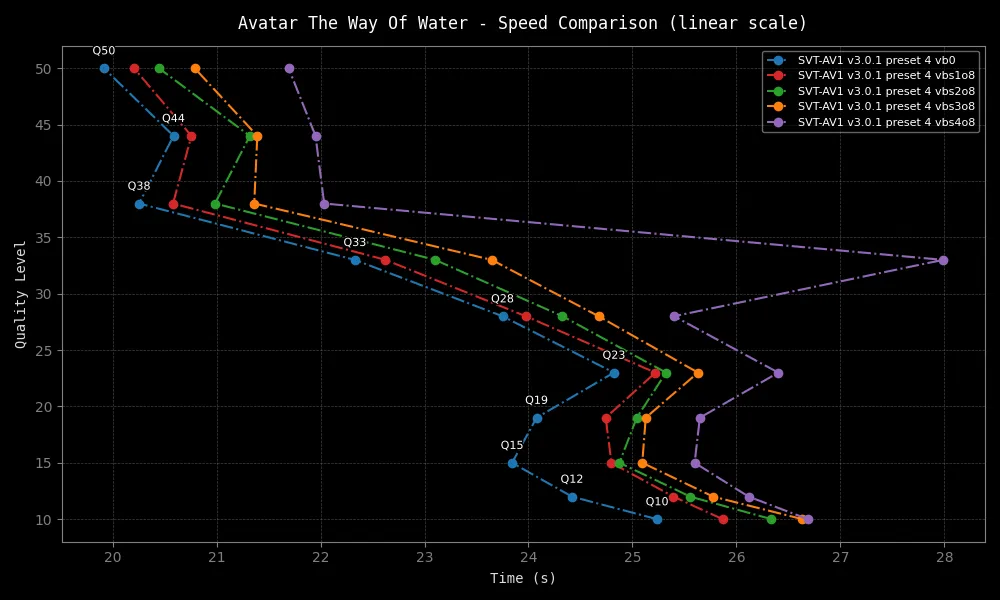 Avatar The Way Of Water - Speed Comparison (linear scale)
SVT-AV1 v3.0.1 preset 4 vb0
SVT-AV1 v3.0.1 preset 4 vbs1o8
SVT-AV1 v3.0.1 preset 4 vbs2o8
SVT-AV1 v3.0.1 preset 4 vbs3o8
SVT-AV1 v3.0.1 preset 4 vbs4o8
Quality Level
50
45
40
35
30
25
20
15
10
Q50
Q44
Q38
Q33
Q28
Q23
Q19
Q15
Q12
Q10
20 21 22 23 24 25 26 27 28
Time (s)